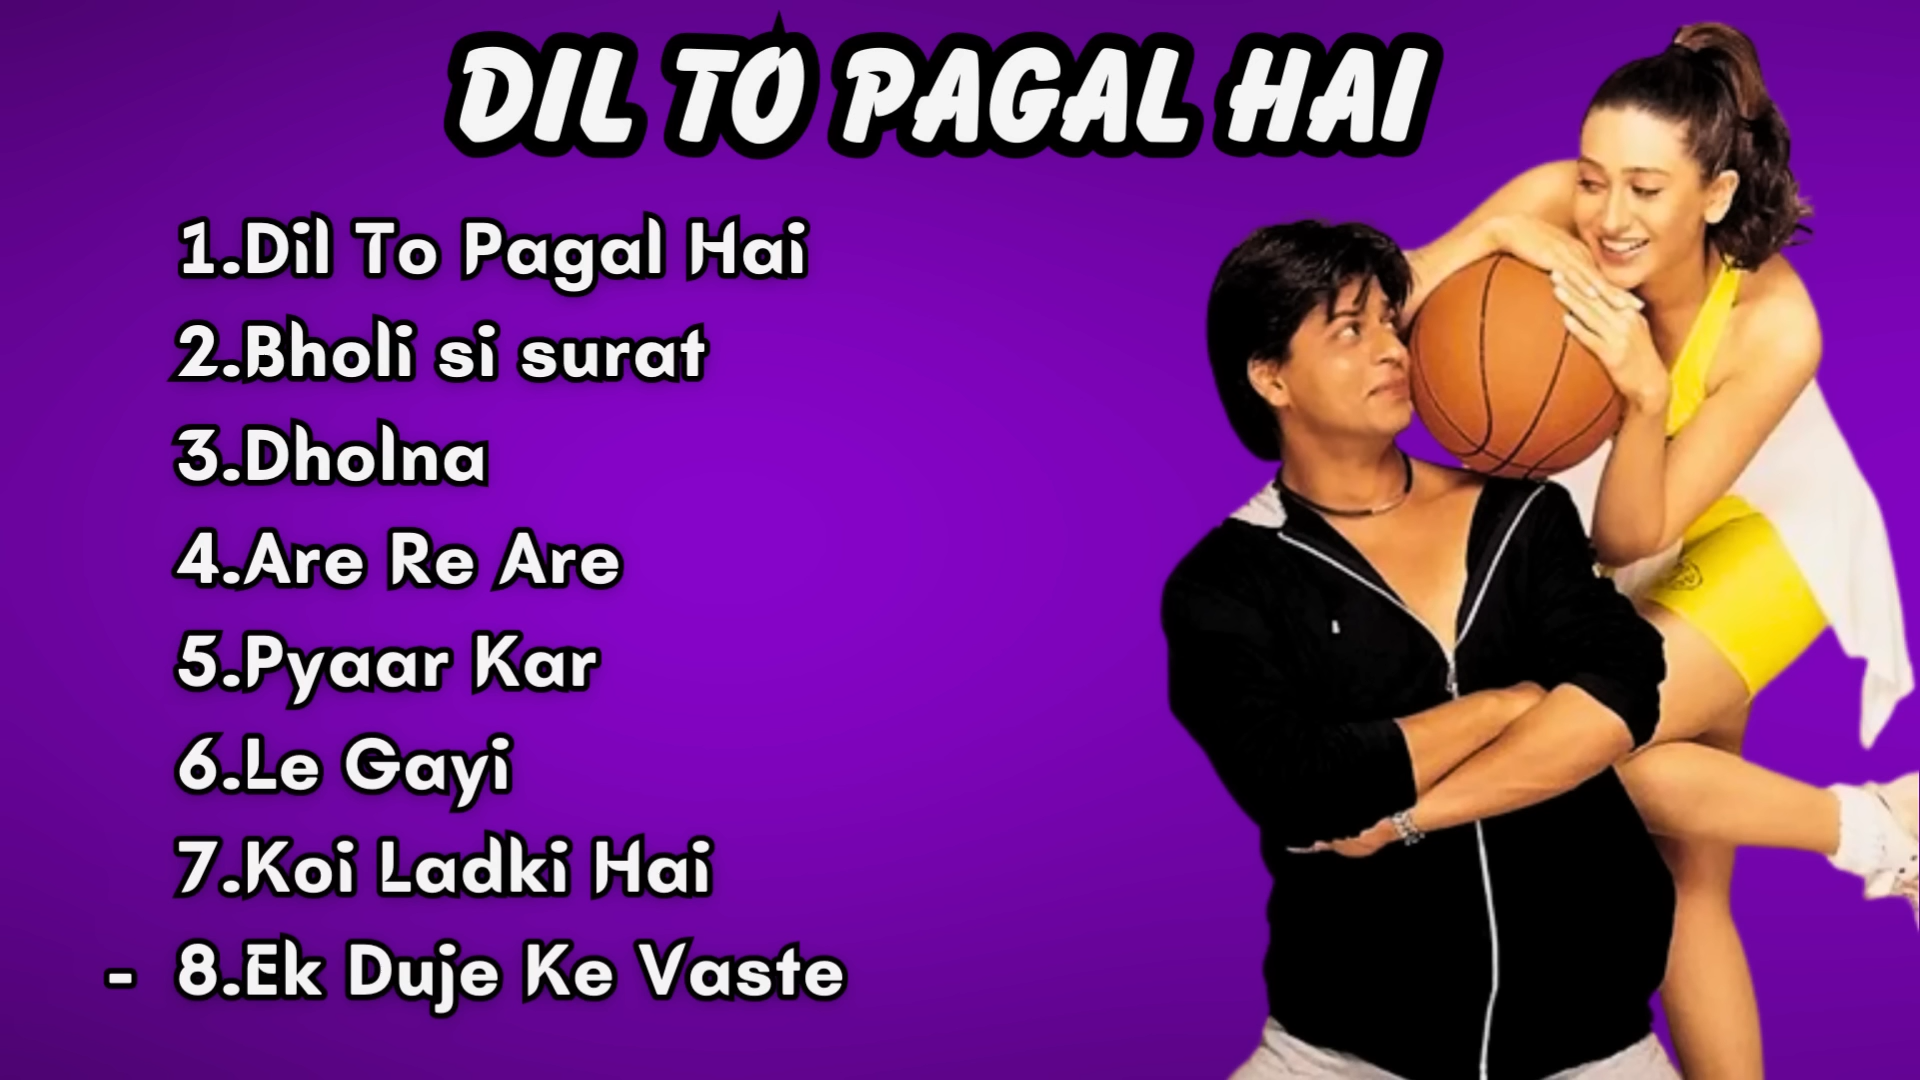 DIL TO PAGAL HAI
1.Dil To Pagal Hai
2.Bholi si surat
3.Dholna
4.Are Re Are
5.Pyaar Kar
6.Le Gayi
7.Koi Ladki Hai
- 8.Ek Duje Ke Vaste